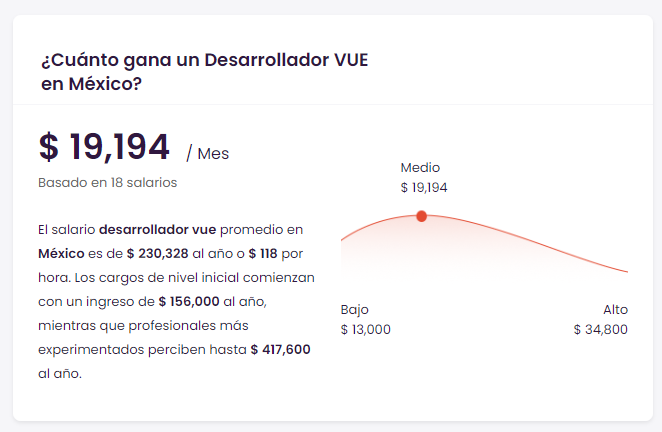 ¿Cuánto gana un Desarrollador VUE
en México?
$ 19,194 / Mes
Basado en 18 salarios
El salario desarrollador vue promedio en
México es de $ 230,328 al año o $ 118 por
hora. Los cargos de nivel inicial comienzan
con un ingreso de $ 156,000 al año,
mientras que profesionales más
experimentados perciben hasta $ 417,600
al año.
Medio
$ 19,194
Bajo
$ 13,000
Alto
$ 34,800